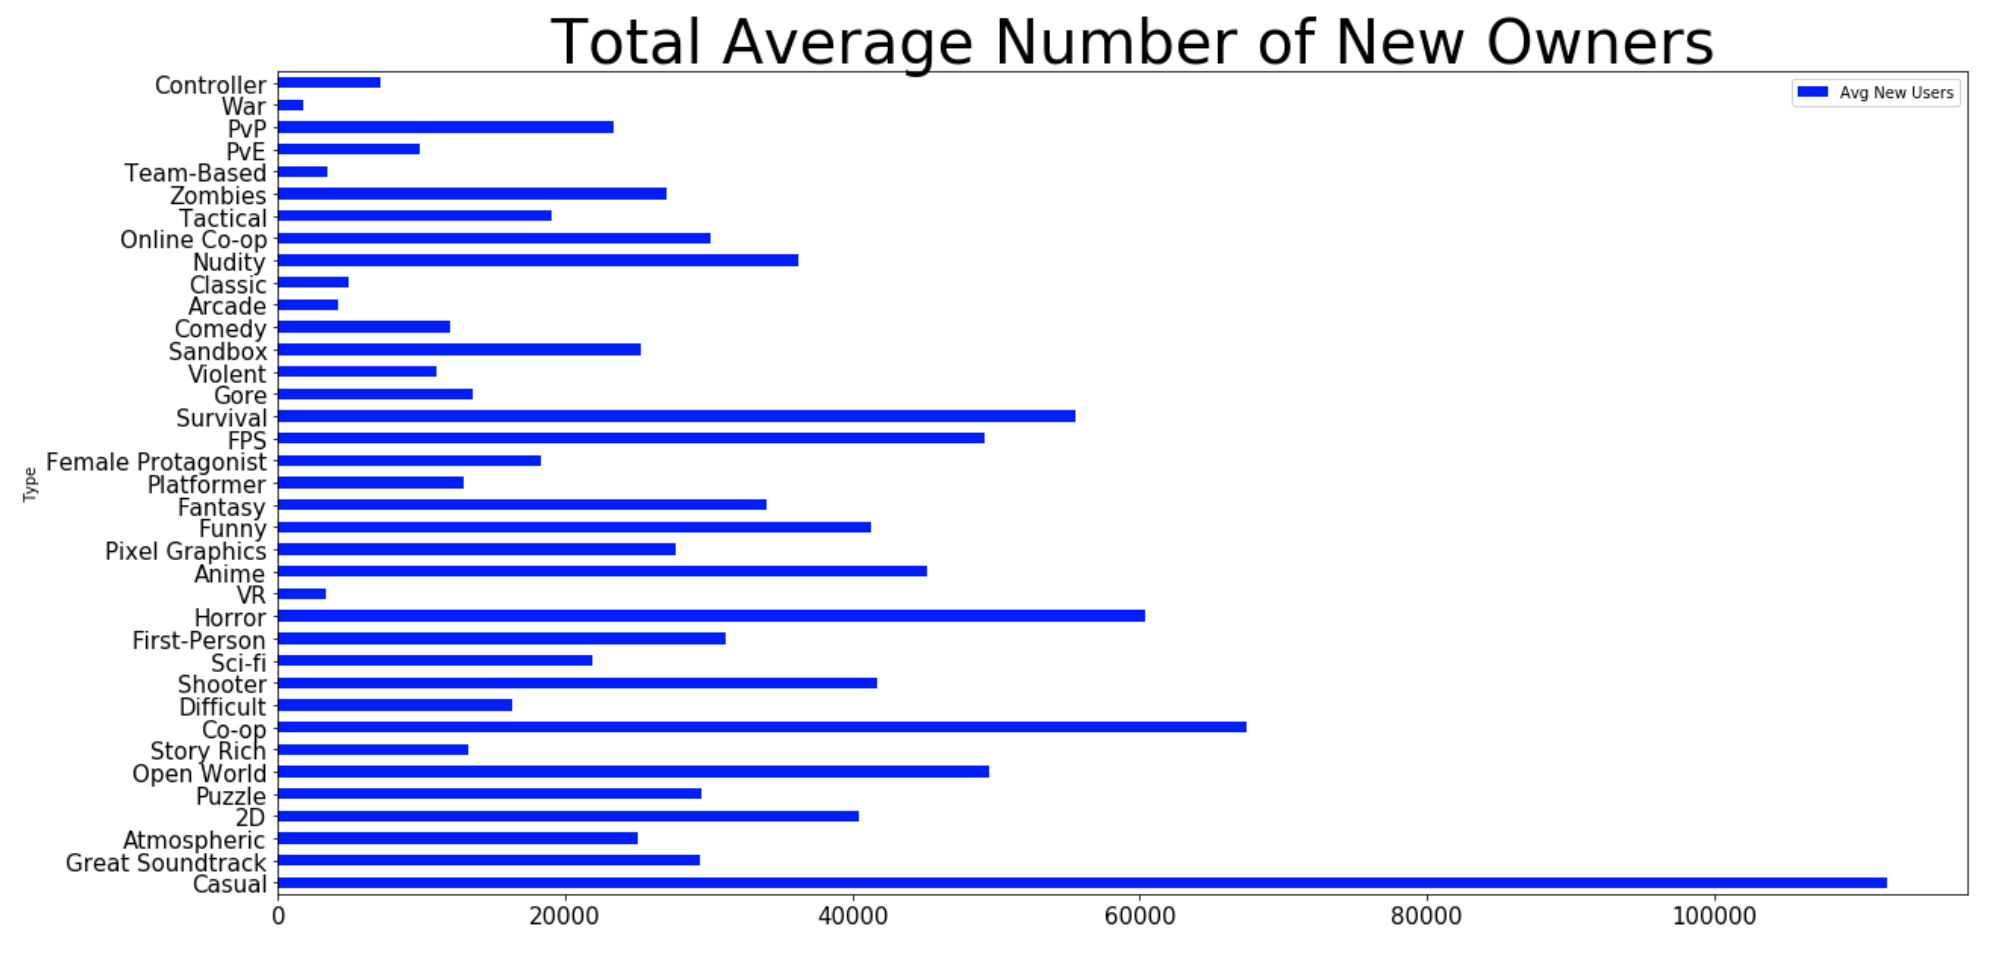 Total Average Number of New Owners
Avg New Users
Type
Controller
War
PvP
PvE
Team-Based
Zombies
Tactical
Online Co-op
Nudity
Classic
Arcade
Comedy
Sandbox
Violent
Gore
Survival
FPS
Female Protagonist
Platformer
Fantasy
Funny
Pixel Graphics
Anime
VR
Horror
First-Person
Sci-fi
Shooter
Difficult
Co-op
Story Rich
Open World
Puzzle
2D
Atmospheric
Great Soundtrack
Casual
0 20000 40000 60000 80000 100000